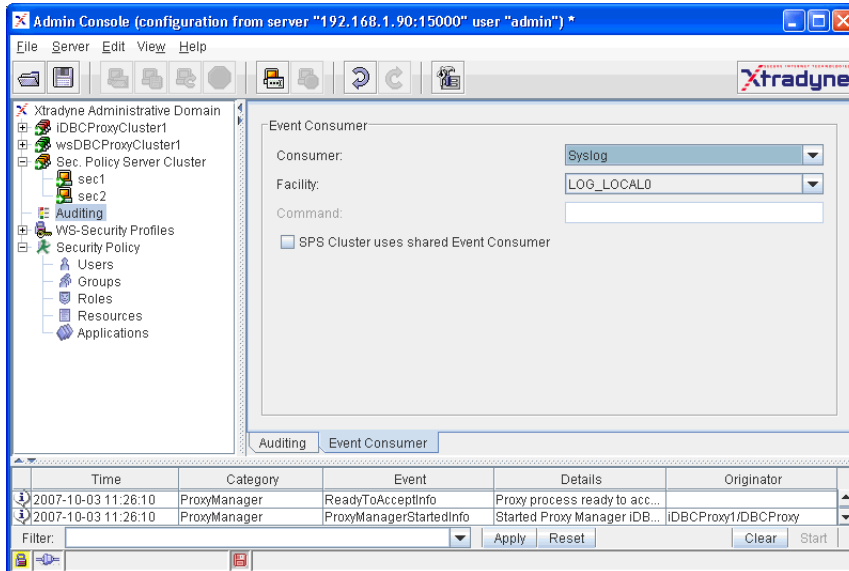 Admin Console (configuration from server "192.168.1.90:15000" user "admin") *
File Server Edit View Help
Xtradyne
Xtradyne Administrative Domain
iDBCProxyCluster1
wsDBCProxyCluster1
Sec. Policy Server Cluster
sec1
sec2
Auditing
WS-Security Profiles
Security Policy
Users
Groups
Roles
Resources
Applications
Event Consumer
Consumer: Syslog
Facility: LOG_LOCAL0
Command:
SPS Cluster uses shared Event Consumer
Auditing Event Consumer
Time Category Event Details Originator
2007-10-03 11:26:10 ProxyManager ReadyToAcceptInfo Proxy process ready to acc...
2007-10-03 11:26:10 ProxyManager ProxyManagerStartedInfo Started Proxy Manager iDB... iDBCProxy1/DBCProxy
Filter: Apply Reset Clear Start